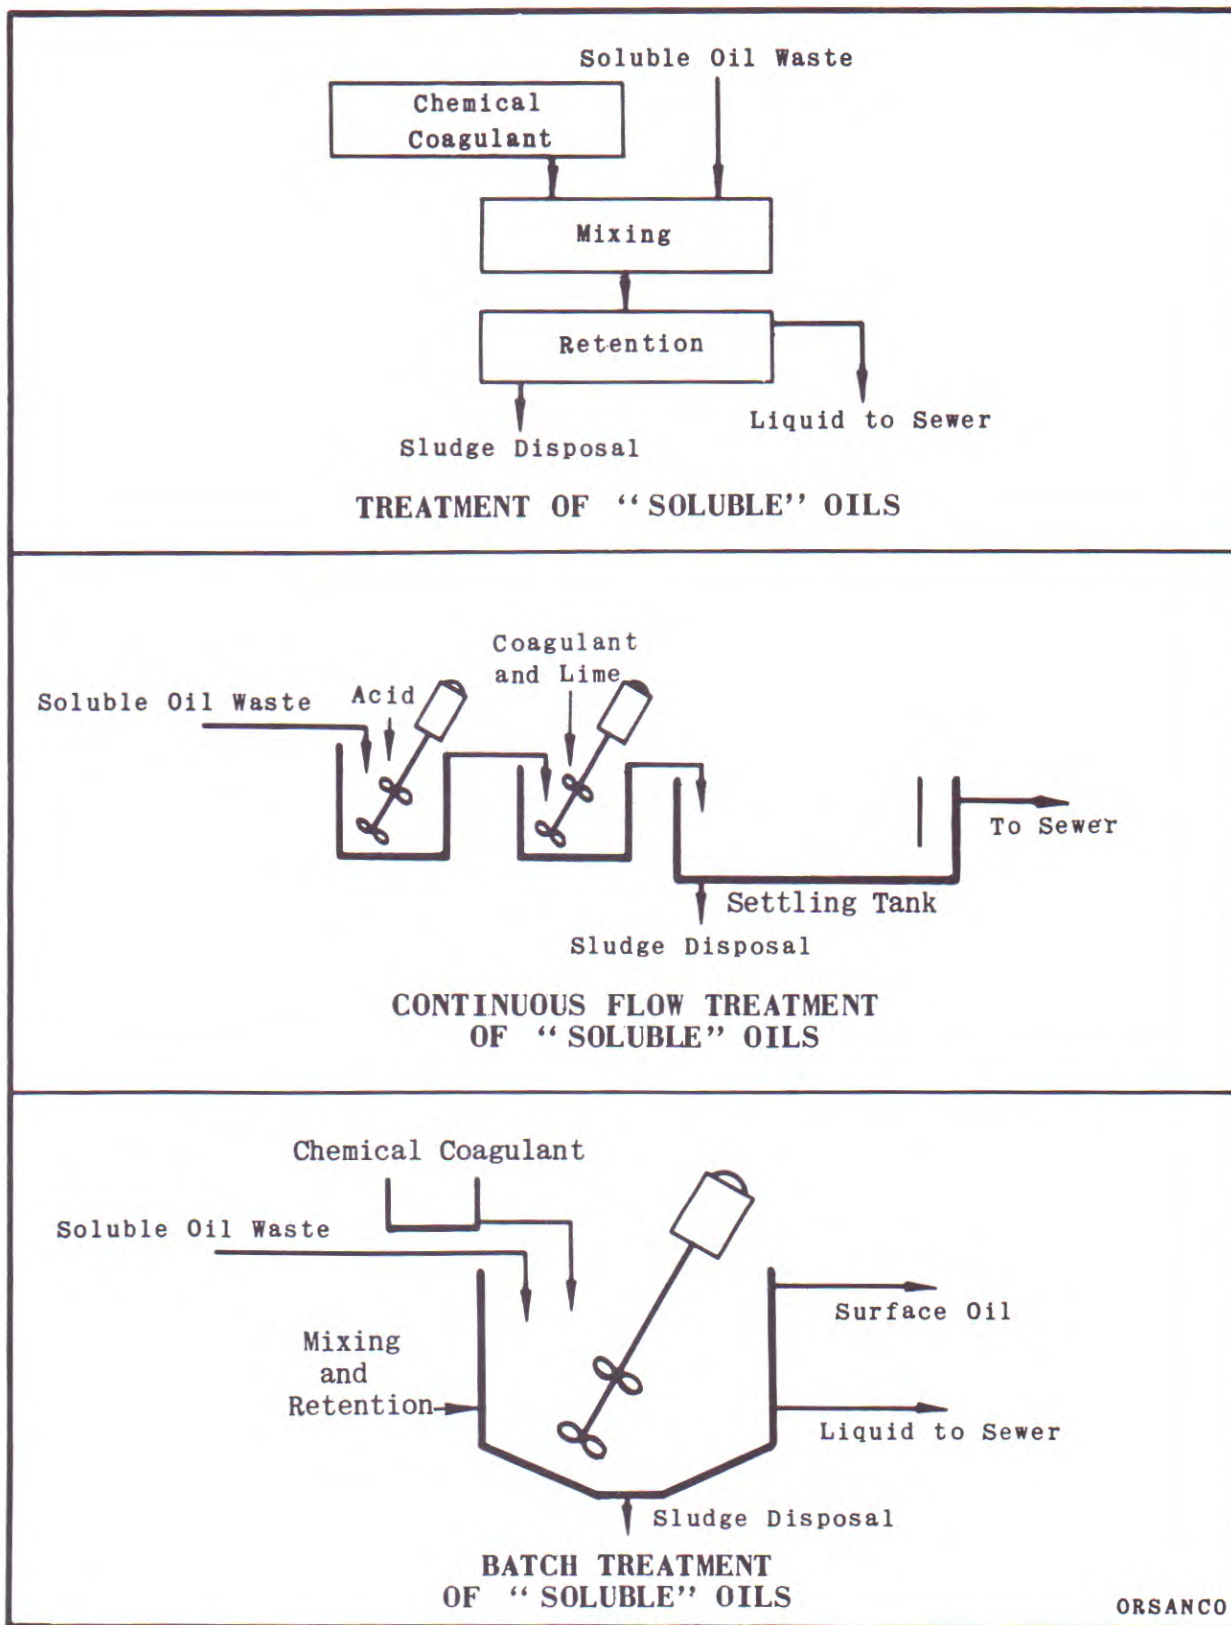 Soluble Oil Waste
Chemical
Coagulant
Mixing
Retention
Liquid to Sewer
Sludge Disposal
TREATMENT OF “SOLUBLE” OILS
Coagulant
and Lime
Acid
Soluble Oil Waste
To Sewer
Settling Tank
Sludge Disposal
CONTINUOUS FLOW TREATMENT
OF “SOLUBLE” OILS
Chemical Coagulant
Soluble Oil Waste
Surface Oil
Mixing
and
Retention
Liquid to Sewer
Sludge Disposal
BATCH TREATMENT
OF “SOLUBLE” OILS
ORSANCO